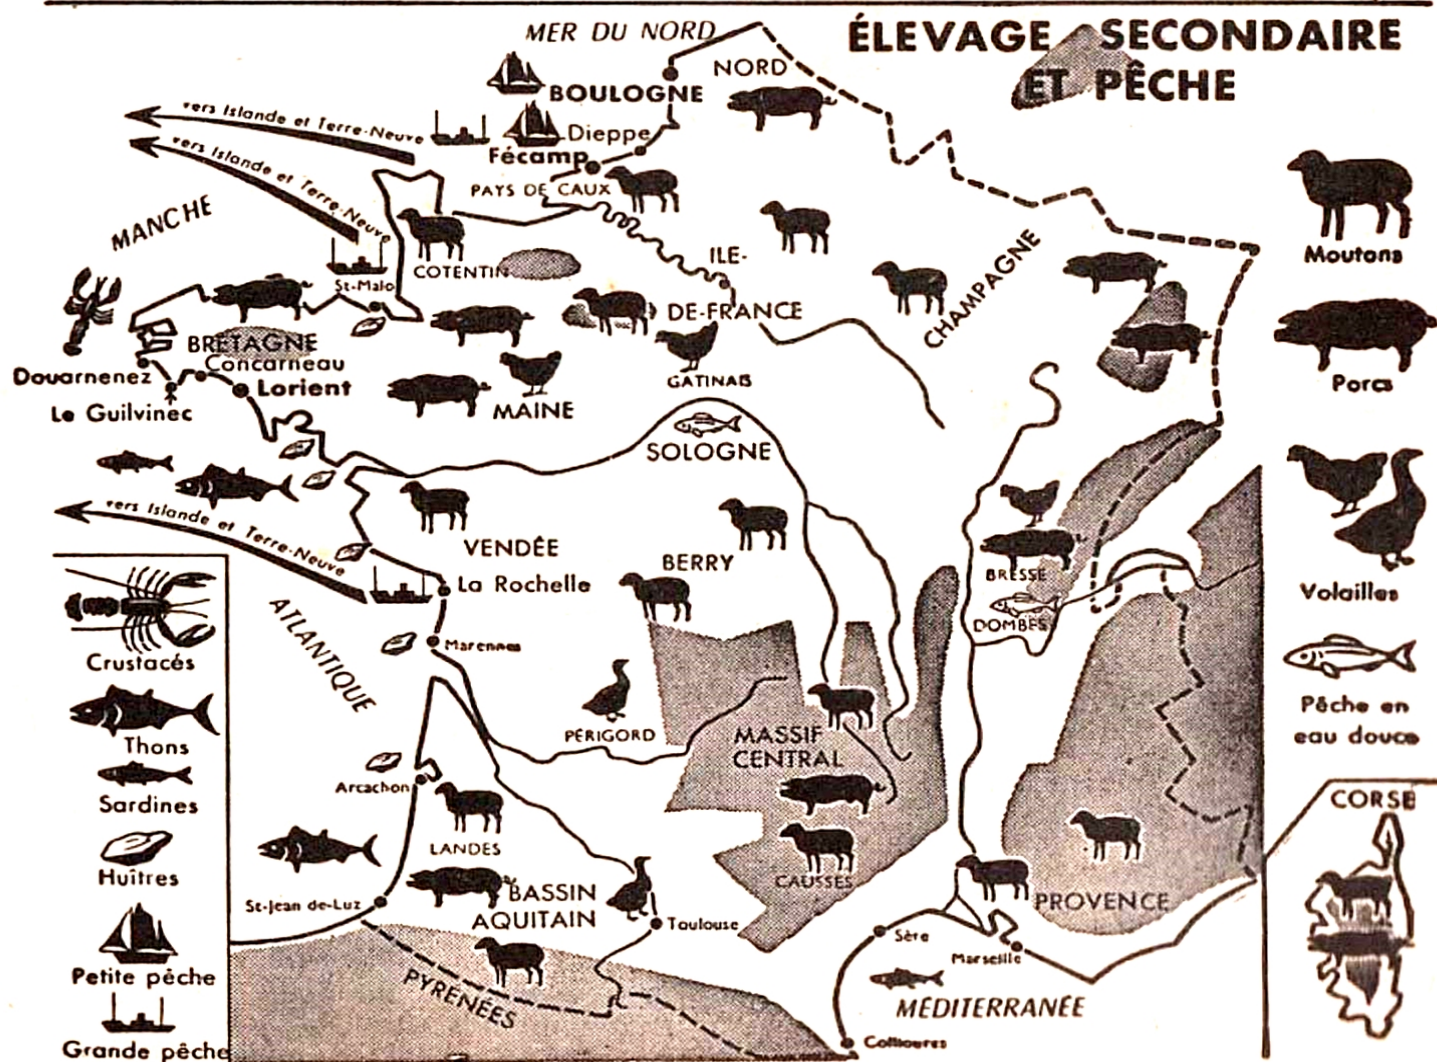 ÉLEVAGE SECONDAIRE
ET PÊCHE
MER DU NORD
NORD
BOULOGNE
vers Islande et Terre-Neuve
Dieppe
Fécamp
vers Islande et Terre-Neuve
PAYS DE CAUX
MANCHE
COTENTIN
ILE-
DE-FRANCE
CHAMPAGNE
St-Malo
BRETAGNE
Concarneau
Douarnenez
Lorient
Le Guilvinec
MAINE
GATINAIS
SOLOGNE
vers Islande et Terre-Neuve
VENDÉE
BERRY
BRESSE
DOMBES
La Rochelle
ATLANTIQUE
Marennes
PÉRIGORD
MASSIF
CENTRAL
Arcachon
LANDES
CAUSSES
St-Jean de-Luz
BASSIN
AQUITAIN
Toulouse
PROVENCE
Sère
Marseille
PYRÉNÉES
MÉDITERRANÉE
Collioures
Moutons
Porcs
Volailles
Pêche en
eau douce
CORSE
Crustacés
Thons
Sardines
Huîtres
Petite pêche
Grande pêche